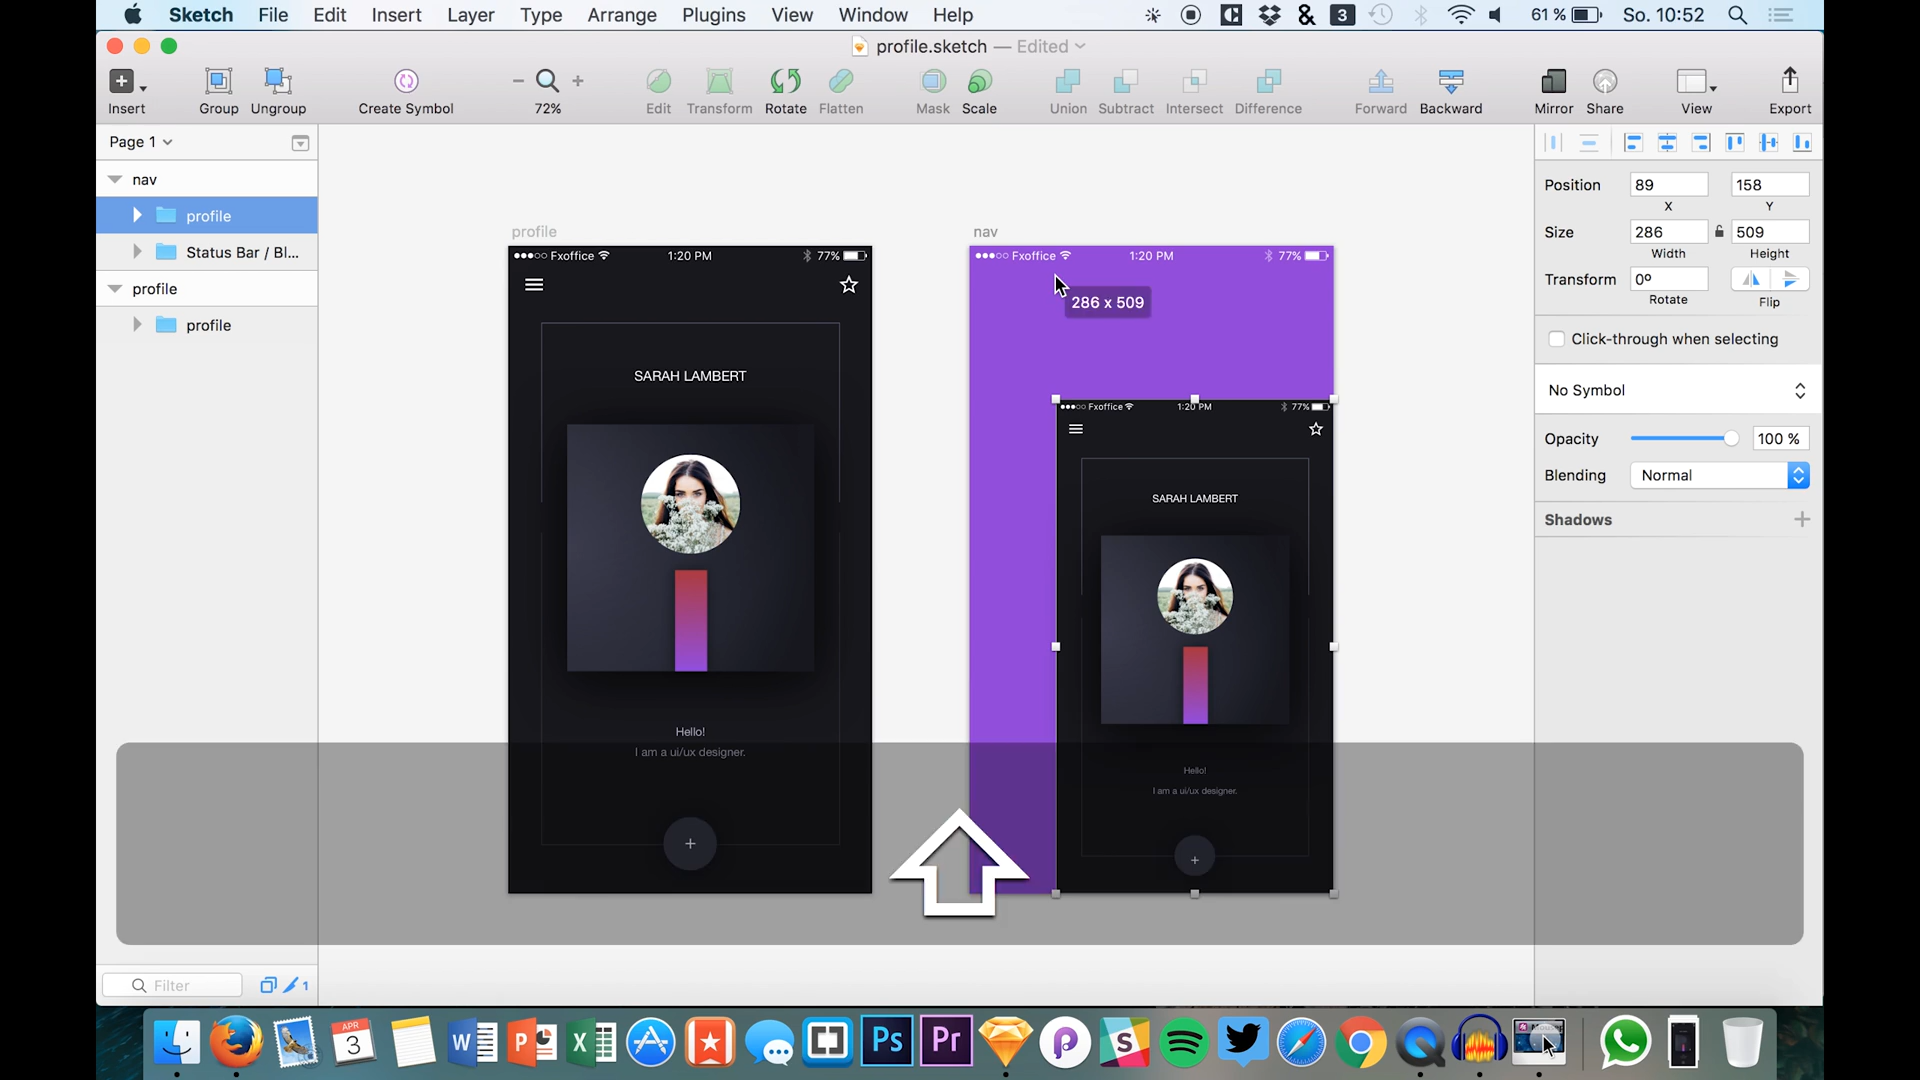 Sketch File Edit Insert Layer Type Arrange Plugins View Window Help 3 61 % So. 10:52
profile.sketch — Edited
Insert Group Ungroup Create Symbol 72% Edit Transform Rotate Flatten Mask Scale Union Subtract Intersect Difference Forward Backward Mirror Share View Export
Page 1
nav
profile
Status Bar / Bl...
profile
profile
Filter
1
profile
Fxoffice 1:20 PM 77%
SARAH LAMBERT
Hello!
I am a ui/ux designer.
+
nav
Fxoffice 1:20 PM 77%
286 x 509
Fxoffice 1:20 PM 77%
SARAH LAMBERT
Hello!
I am a ui/ux designer.
+
Position 89 158
X Y
Size 286 509
Width Height
Transform 0º
Rotate Flip
Click-through when selecting
No Symbol
Opacity 100 %
Blending Normal
Shadows
APR
3
W P X Ps Pr S